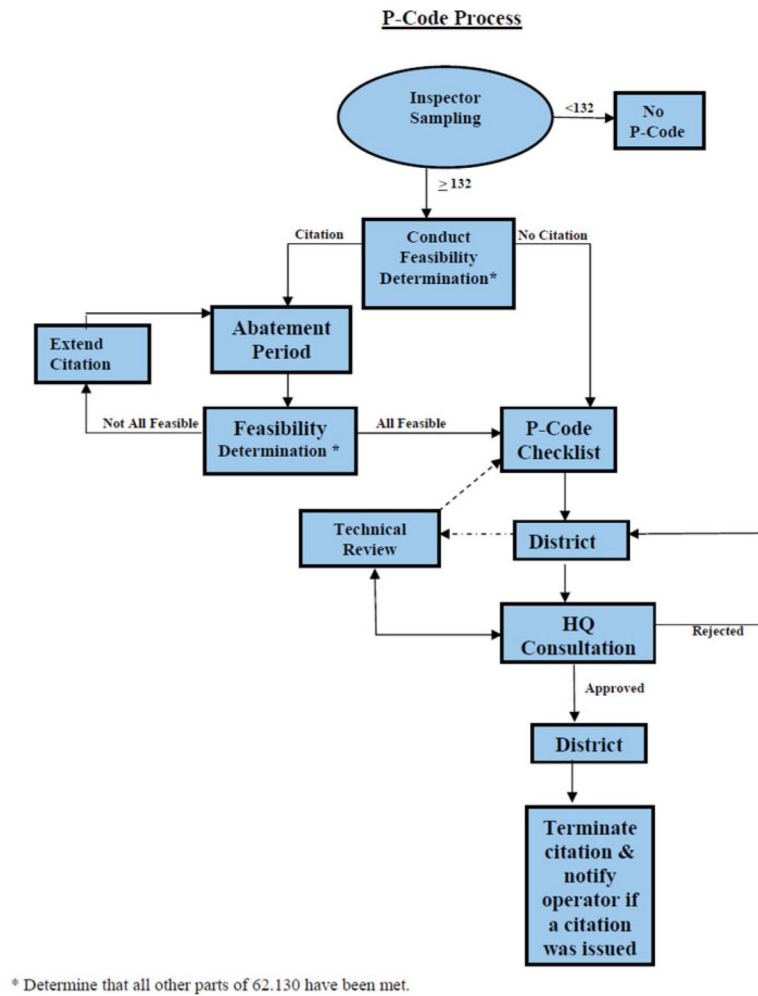 P-Code Process
Inspector
Sampling
<132
No
P-Code
≥ 132
Citation
Conduct
Feasibility
Determination*
No Citation
Extend
Citation
Abatement
Period
Not All Feasible
Feasibility
Determination *
All Feasible
P-Code
Checklist
Technical
Review
District
HQ
Consultation
Rejected
Approved
District
Terminate
citation &
notify
operator if
a citation
was issued
* Determine that all other parts of 62.130 have been met.